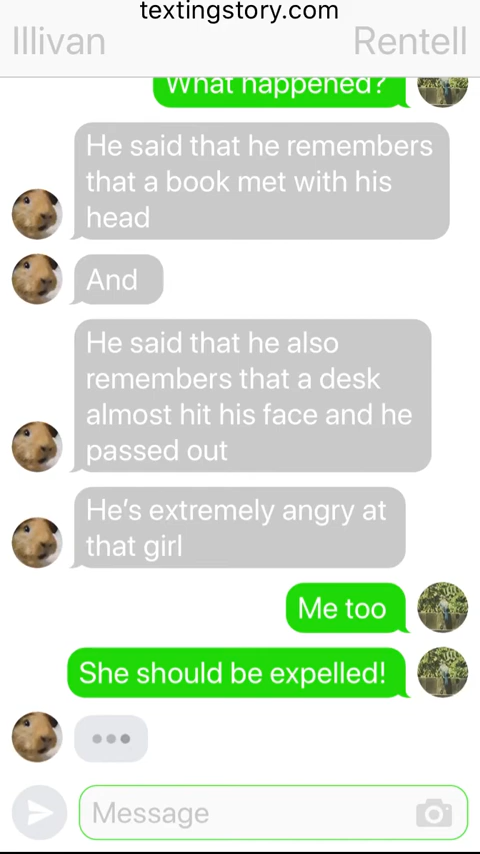 textingstory.com
Illivan Rentell
What happened?
He said that he remembers
that a book met with his
head
And
He said that he also
remembers that a desk
almost hit his face and he
passed out
He’s extremely angry at
that girl
Me too
She should be expelled!
Message